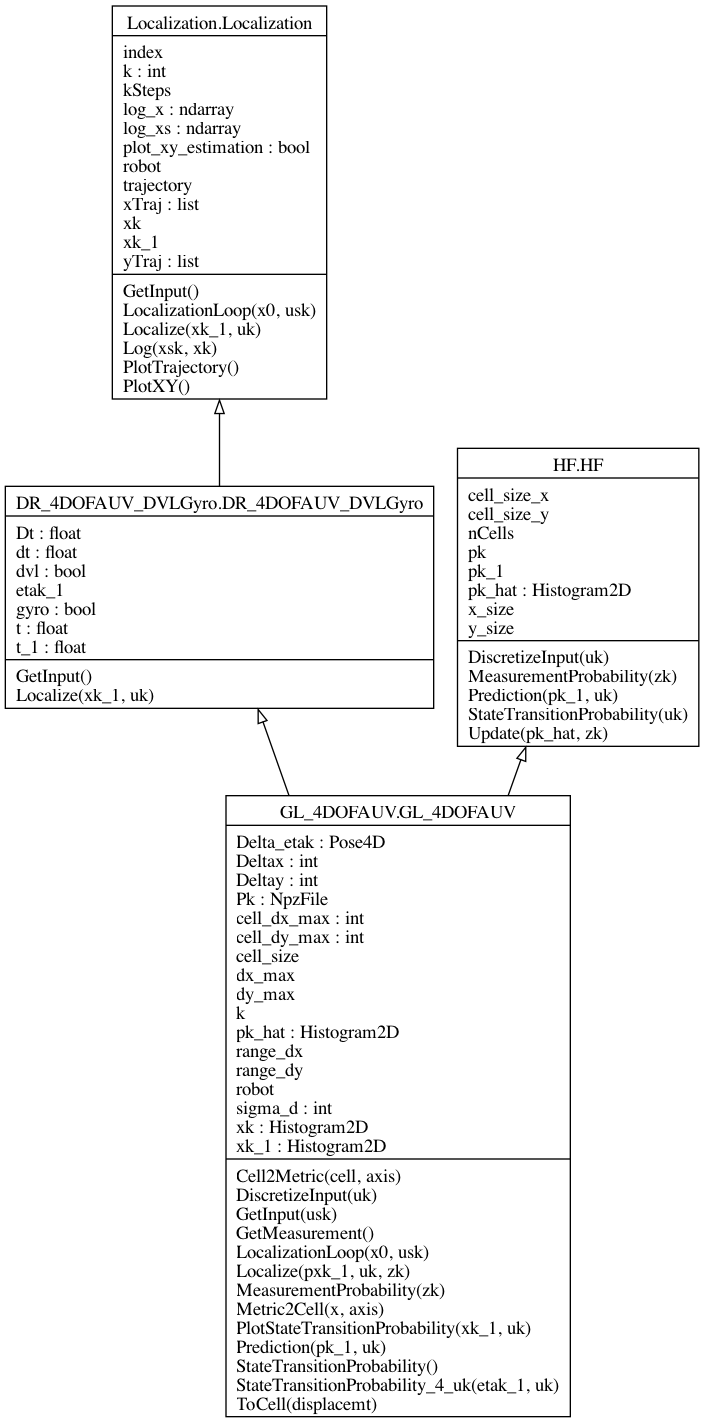 Localization.Localization
index
k : int
kSteps
log_x : ndarray
log_xs : ndarray
plot_xy_estimation : bool
robot
trajectory
xTraj : list
xk
xk_1
yTraj : list
GetInput()
LocalizationLoop(x0, usk)
Localize(xk_1, uk)
Log(xsk, xk)
PlotTrajectory()
PlotXY()
DR_4DOFAUV_DVLGyro.DR_4DOFAUV_DVLGyro
Dt : float
dt : float
dvl : bool
etak_1
gyro : bool
t : float
t_1 : float
GetInput()
Localize(xk_1, uk)
HF.HF
cell_size_x
cell_size_y
nCells
pk
pk_1
pk_hat : Histogram2D
x_size
y_size
DiscretizeInput(uk)
MeasurementProbability(zk)
Prediction(pk_1, uk)
StateTransitionProbability(uk)
Update(pk_hat, zk)
GL_4DOFAUV.GL_4DOFAUV
Delta_etak : Pose4D
Deltax : int
Deltay : int
Pk : NpzFile
cell_dx_max : int
cell_dy_max : int
cell_size
dx_max
dy_max
k
pk_hat : Histogram2D
range_dx
range_dy
robot
sigma_d : int
xk : Histogram2D
xk_1 : Histogram2D
Cell2Metric(cell, axis)
DiscretizeInput(uk)
GetInput(usk)
GetMeasurement()
LocalizationLoop(x0, usk)
Localize(pxk_1, uk, zk)
MeasurementProbability(zk)
Metric2Cell(x, axis)
PlotStateTransitionProbability(xk_1, uk)
Prediction(pk_1, uk)
StateTransitionProbability()
StateTransitionProbability_4_uk(etak_1, uk)
ToCell(displacemt)